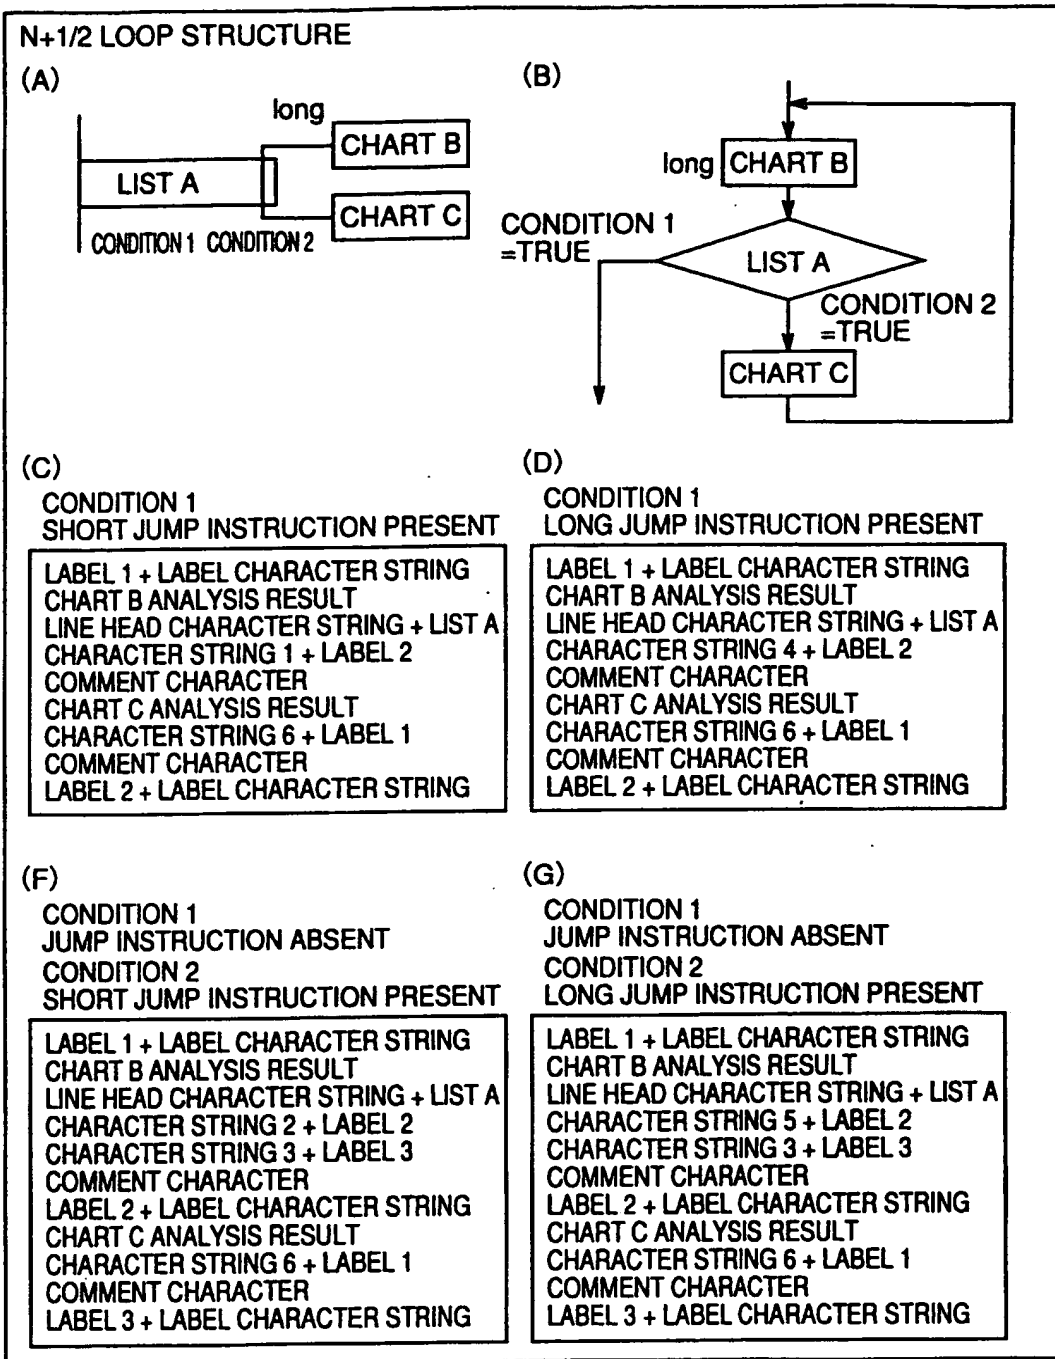 N+1/2 LOOP STRUCTURE
(A)
long
CHART B
LIST A
CHART C
CONDITION 1 CONDITION 2
(B)
long CHART B
CONDITION 1
=TRUE
LIST A
CONDITION 2
=TRUE
CHART C
(C)
CONDITION 1
SHORT JUMP INSTRUCTION PRESENT
LABEL 1 + LABEL CHARACTER STRING
CHART B ANALYSIS RESULT
LINE HEAD CHARACTER STRING + LIST A
CHARACTER STRING 1 + LABEL 2
COMMENT CHARACTER
CHART C ANALYSIS RESULT
CHARACTER STRING 6 + LABEL 1
COMMENT CHARACTER
LABEL 2 + LABEL CHARACTER STRING
(D)
CONDITION 1
LONG JUMP INSTRUCTION PRESENT
LABEL 1 + LABEL CHARACTER STRING
CHART B ANALYSIS RESULT
LINE HEAD CHARACTER STRING + LIST A
CHARACTER STRING 4 + LABEL 2
COMMENT CHARACTER
CHART C ANALYSIS RESULT
CHARACTER STRING 6 + LABEL 1
COMMENT CHARACTER
LABEL 2 + LABEL CHARACTER STRING
(F)
CONDITION 1
JUMP INSTRUCTION ABSENT
CONDITION 2
SHORT JUMP INSTRUCTION PRESENT
LABEL 1 + LABEL CHARACTER STRING
CHART B ANALYSIS RESULT
LINE HEAD CHARACTER STRING + LIST A
CHARACTER STRING 2 + LABEL 2
CHARACTER STRING 3 + LABEL 3
COMMENT CHARACTER
LABEL 2 + LABEL CHARACTER STRING
CHART C ANALYSIS RESULT
CHARACTER STRING 6 + LABEL 1
COMMENT CHARACTER
LABEL 3 + LABEL CHARACTER STRING
(G)
CONDITION 1
JUMP INSTRUCTION ABSENT
CONDITION 2
LONG JUMP INSTRUCTION PRESENT
LABEL 1 + LABEL CHARACTER STRING
CHART B ANALYSIS RESULT
LINE HEAD CHARACTER STRING + LIST A
CHARACTER STRING 5 + LABEL 2
CHARACTER STRING 3 + LABEL 3
COMMENT CHARACTER
LABEL 2 + LABEL CHARACTER STRING
CHART C ANALYSIS RESULT
CHARACTER STRING 6 + LABEL 1
COMMENT CHARACTER
LABEL 3 + LABEL CHARACTER STRING